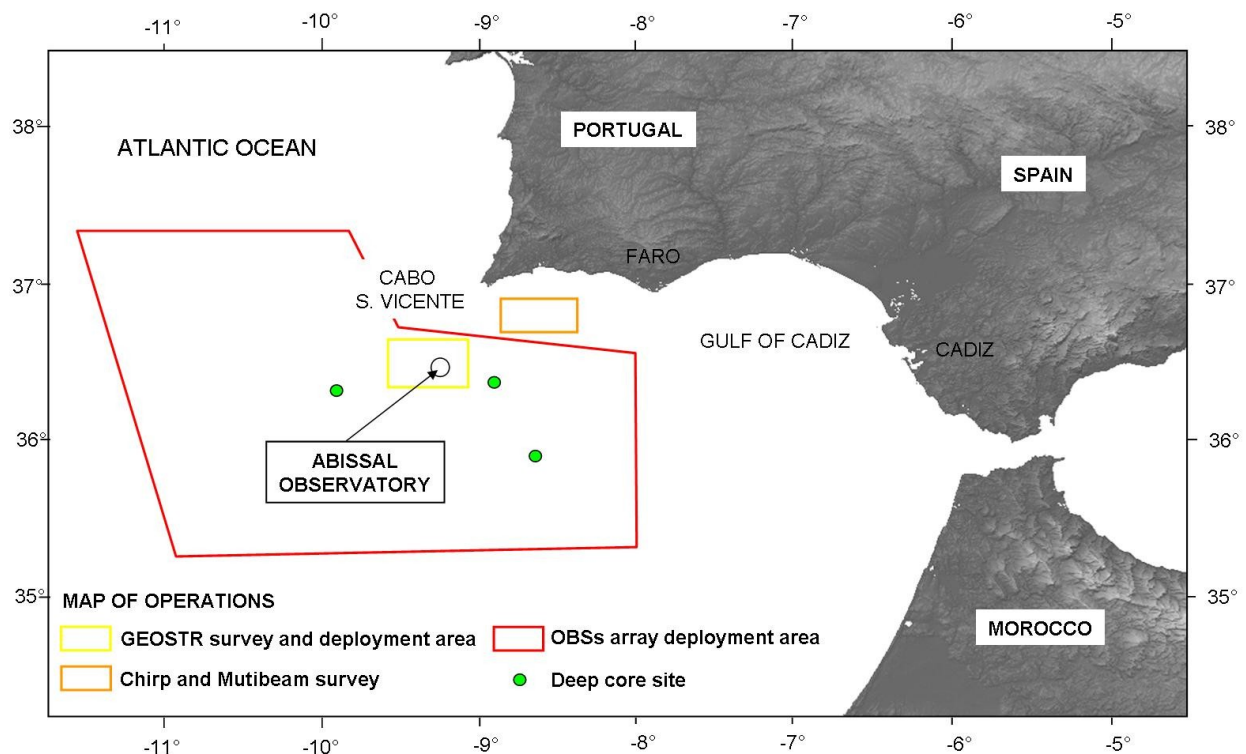 -11° -10° -9° -8° -7° -6° -5°
38° 38°
ATLANTIC OCEAN
PORTUGAL
SPAIN
FARO
37° 37°
CABO
S. VICENTE
GULF OF CADIZ
CADIZ
36° 36°
ABISSAL
OBSERVATORY
35° 35°
MAP OF OPERATIONS
GEOSTR survey and deployment area
OBSs array deployment area
MOROCCO
Chirp and Mutibeam survey
Deep core site
-11° -10° -9° -8° -7° -6° -5°